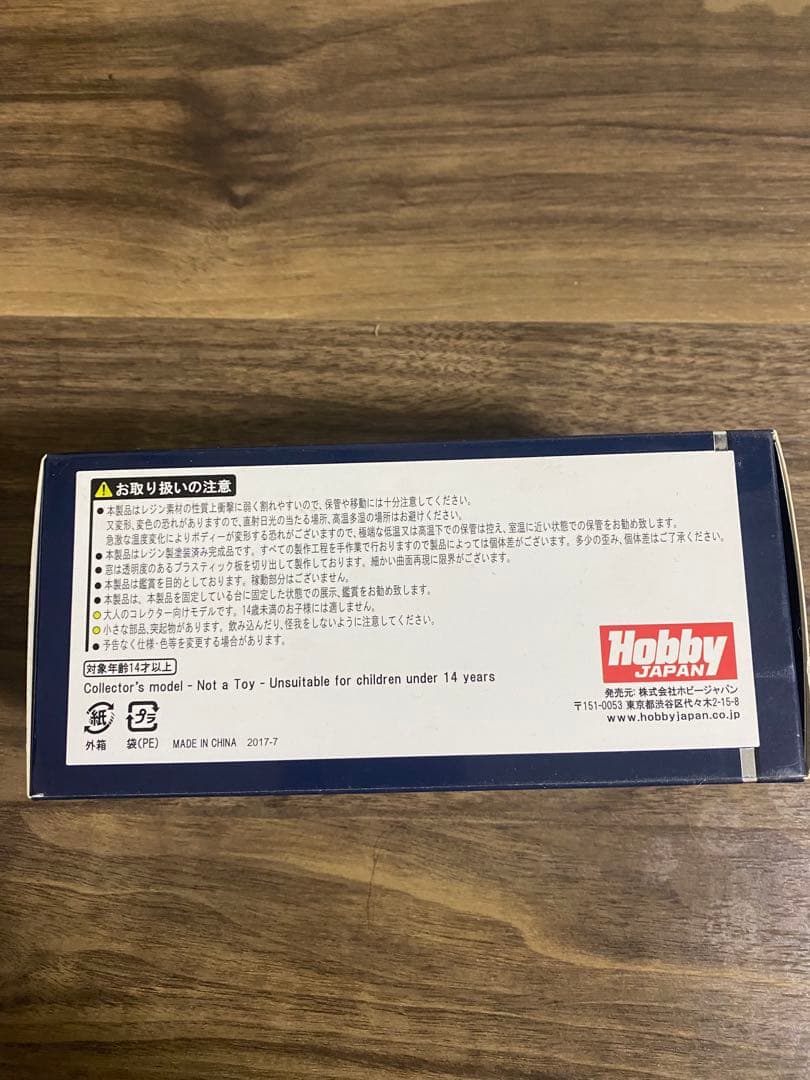 お取り扱いの注意
● 本製品はレジン素材の性質上衝撃に弱く割れやすいので、保管や移動には十分注意してください。
又変形、変色の恐れがありますので、直射日光の当たる場所、高温多湿の場所はお避けください。
急激な温度変化によりボディーが変形する恐れがございますので、極端な低温又は高温下での保管は控え、室温に近い状態での保管をお勧め致します。
● 本製品はレジン製塗装済み完成品です。すべての製作工程を手作業で行おりますので製品によっては個体差がございます。多少の歪み、個体差はご了承ください。
● 窓は透明度のあるプラスティック板を切り出して製作しております。細かい曲面再現に限界がございます。
● 本製品は鑑賞を目的としております。稼動部分はございません。
● 本製品は、本製品を固定している台に固定した状態での展示、鑑賞をお勧め致します。
● 大人のコレクター向けモデルです。14歳未満のお子様には適しません。
● 小さな部品、突起物があります。飲み込んだり、怪我をしないように注意してください。
● 予告なく仕様・色等を変更する場合があります。
対象年齢14才以上
Collector's model - Not a Toy - Unsuitable for children under 14 years
紙 プラ
外箱 袋(PE) MADE IN CHINA 2017-7
Hobby
JAPAN
発売元: 株式会社ホビージャパン
〒151-0053 東京都渋谷区代々木2-15-8
www.hobbyjapan.co.jp